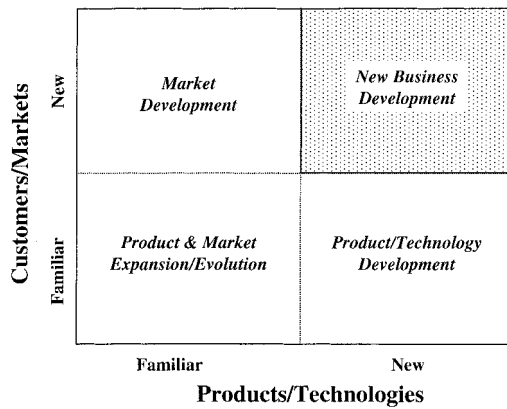 Customers/Markets
New
Familiar
Market
Development
New Business
Development
Product & Market
Expansion/Evolution
Product/Technology
Development
Familiar
New
Products/Technologies